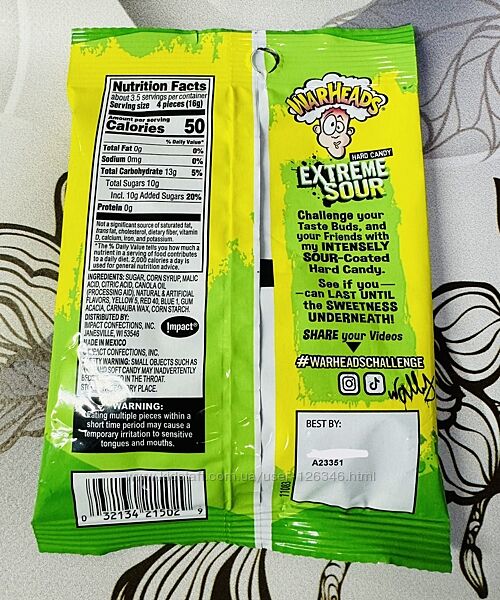 Nutrition Facts
about 3.5 servings per container
Serving size 4 pieces (16g)
Amount per serving
Calories 50
% Daily Value*
Total Fat 0g 0%
Sodium 0mg 0%
Total Carbohydrate 13g 5%
Total Sugars 10g
Incl. 10g Added Sugars 20%
Protein 0g
Not a significant source of saturated fat,
trans fat, cholesterol, dietary fiber, vitamin
D, calcium, iron, and potassium.
*The % Daily Value tells you how much a
nutrient in a serving of food contributes
to a daily diet. 2,000 calories a day is
used for general nutrition advice.
INGREDIENTS: SUGAR, CORN SYRUP, MALIC
ACID, CITRIC ACID, CANOLA OIL
(PROCESSING AID), NATURAL & ARTIFICIAL
FLAVORS, YELLOW 5, RED 40, BLUE 1, GUM
ACACIA, CARNAUBA WAX, CORN STARCH.
DISTRIBUTED BY:
IMPACT CONFECTIONS, INC.
JANESVILLE, WI 53546
MADE IN MEXICO
IMPACT CONFECTIONS, INC.
WARNING: SMALL OBJECTS SUCH AS
AND SOFT CANDY MAY INADVERTENTLY
IN THE THROAT.
PLACE.
Impact®
WARNING:
Eating multiple pieces within a
short time period may cause a
temporary irritation to sensitive
tongues and mouths.
0 32134 21502 9
WARHEADS
HARD CANDY
EXTREME
SOUR
Challenge your
Taste Buds, and
your Friends with
my INTENSELY
SOUR-Coated
Hard Candy.
See if you
can LAST UNTIL
the SWEETNESS
UNDERNEATH!
SHARE your Videos
#WARHEADSCHALLENGE
Wally
BEST BY:
A23351